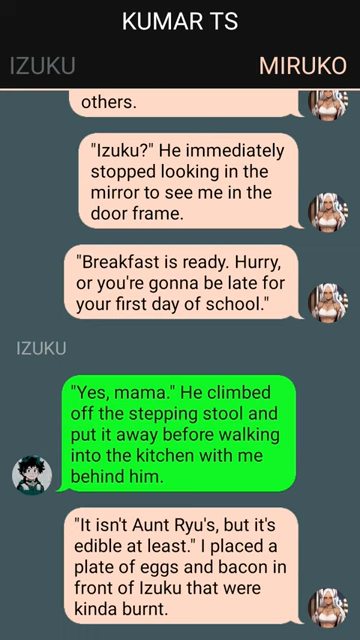 KUMAR TS
IZUKU
MIRUKO
others.
"Izuku?" He immediately
stopped looking in the
mirror to see me in the
door frame.
"Breakfast is ready. Hurry,
or you're gonna be late for
your first day of school."
IZUKU
"Yes, mama." He climbed
off the stepping stool and
put it away before walking
into the kitchen with me
behind him.
"It isn't Aunt Ryu's, but it's
edible at least." I placed a
plate of eggs and bacon in
front of Izuku that were
kinda burnt.